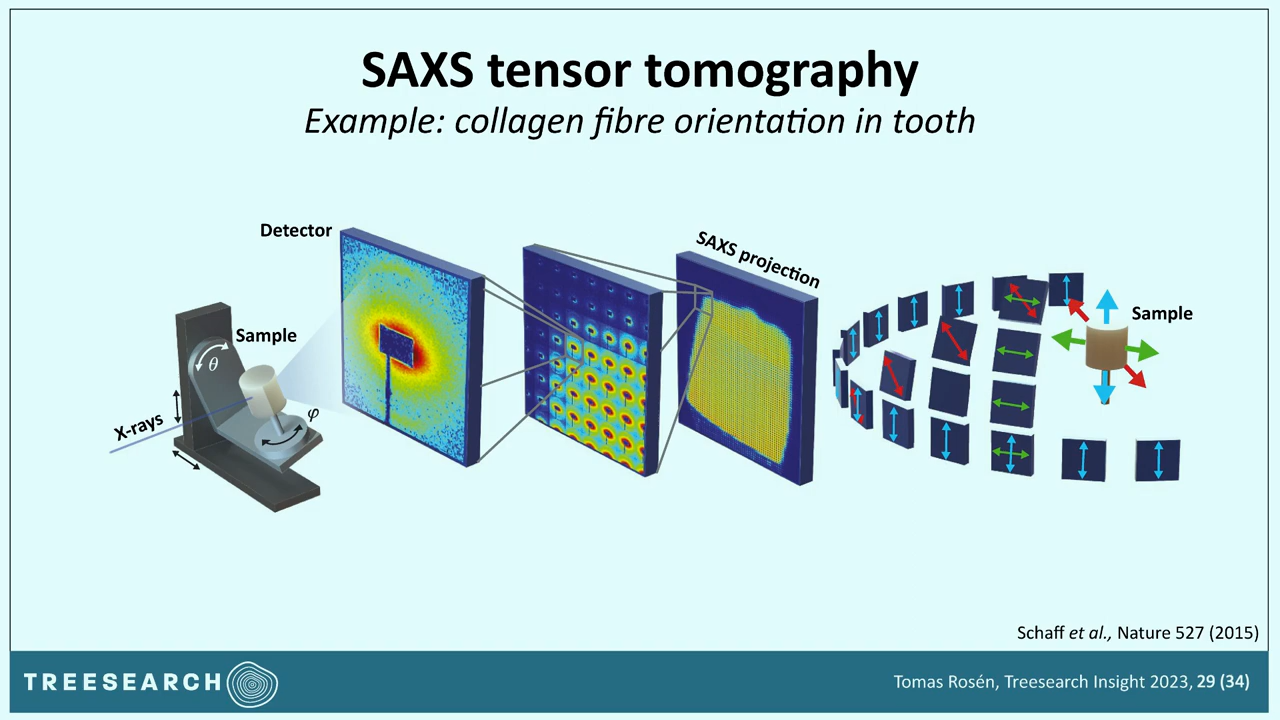 SAXS tensor tomography
Example: collagen fibre orientation in tooth
Detector
SAXS projection
Sample
θ
X-rays
φ
Sample
Schaff et al., Nature 527 (2015)
TREESEARCH
Tomas Rosén, Treesearch Insight 2023, 29 (34)